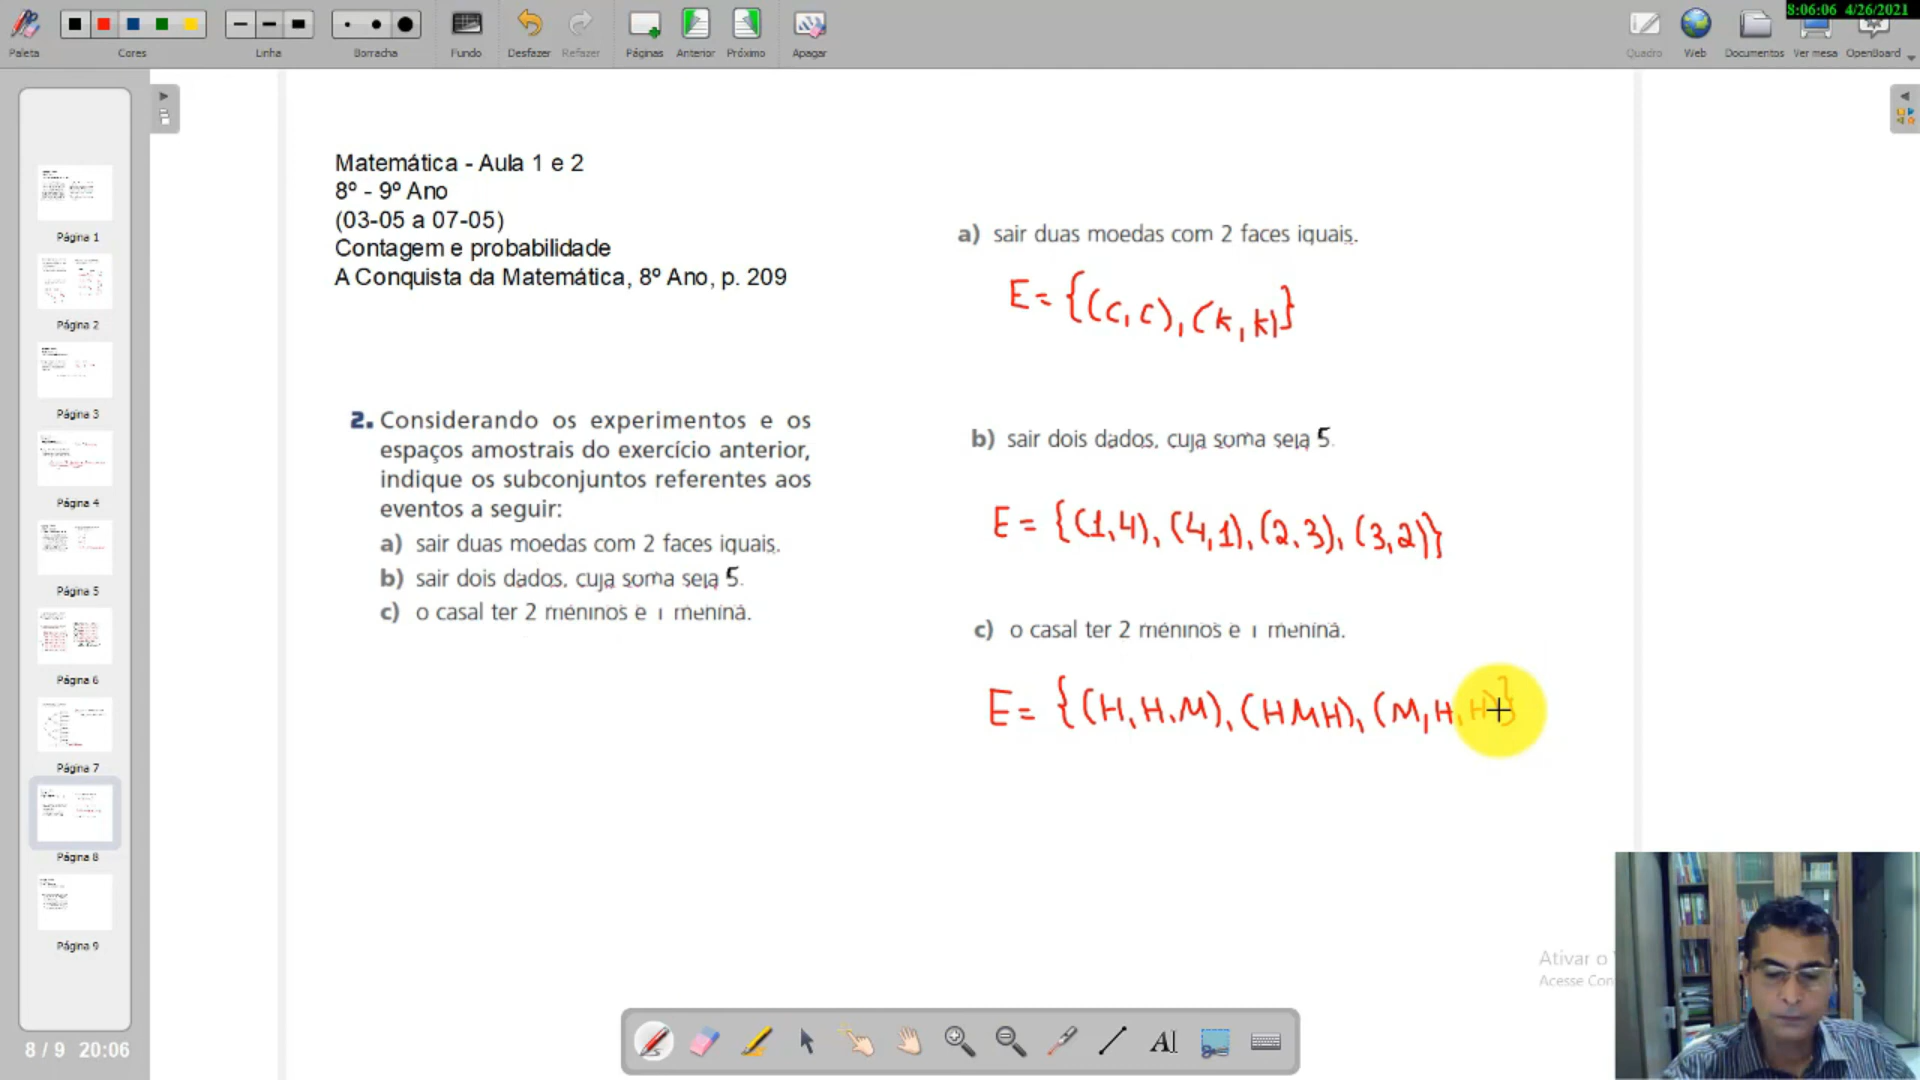 8:06:06 4/26/2021
Paleta
Cores
Linha
Borracha
Fundo
Desfazer
Refazer
Páginas
Anterior
Próximo
Apagar
Quadro
Web
Documentos
Ver mesa
OpenBoard
Página 1
Página 2
Página 3
Página 4
Página 5
Página 6
Página 7
Página 8
Página 9
8 / 9 20:06
Matemática - Aula 1 e 2
8º - 9º Ano
(03-05 a 07-05)
Contagem e probabilidade
A Conquista da Matemática, 8º Ano, p. 209
2. Considerando os experimentos e os
espaços amostrais do exercício anterior,
indique os subconjuntos referentes aos
eventos a seguir:
a) sair duas moedas com 2 faces iguais.
b) sair dois dados, cuja soma seja 5.
c) o casal ter 2 meninos e 1 menina.
a) sair duas moedas com 2 faces iguais.
E = {(C, C), (K, K)}
b) sair dois dados, cuja soma seja 5.
E = {(1,4), (4,1), (2,3), (3,2)}
c) o casal ter 2 meninos e 1 menina.
E = {(H, H, M), (H M H), (M, H, H)}
Ativar o
Acesse Con